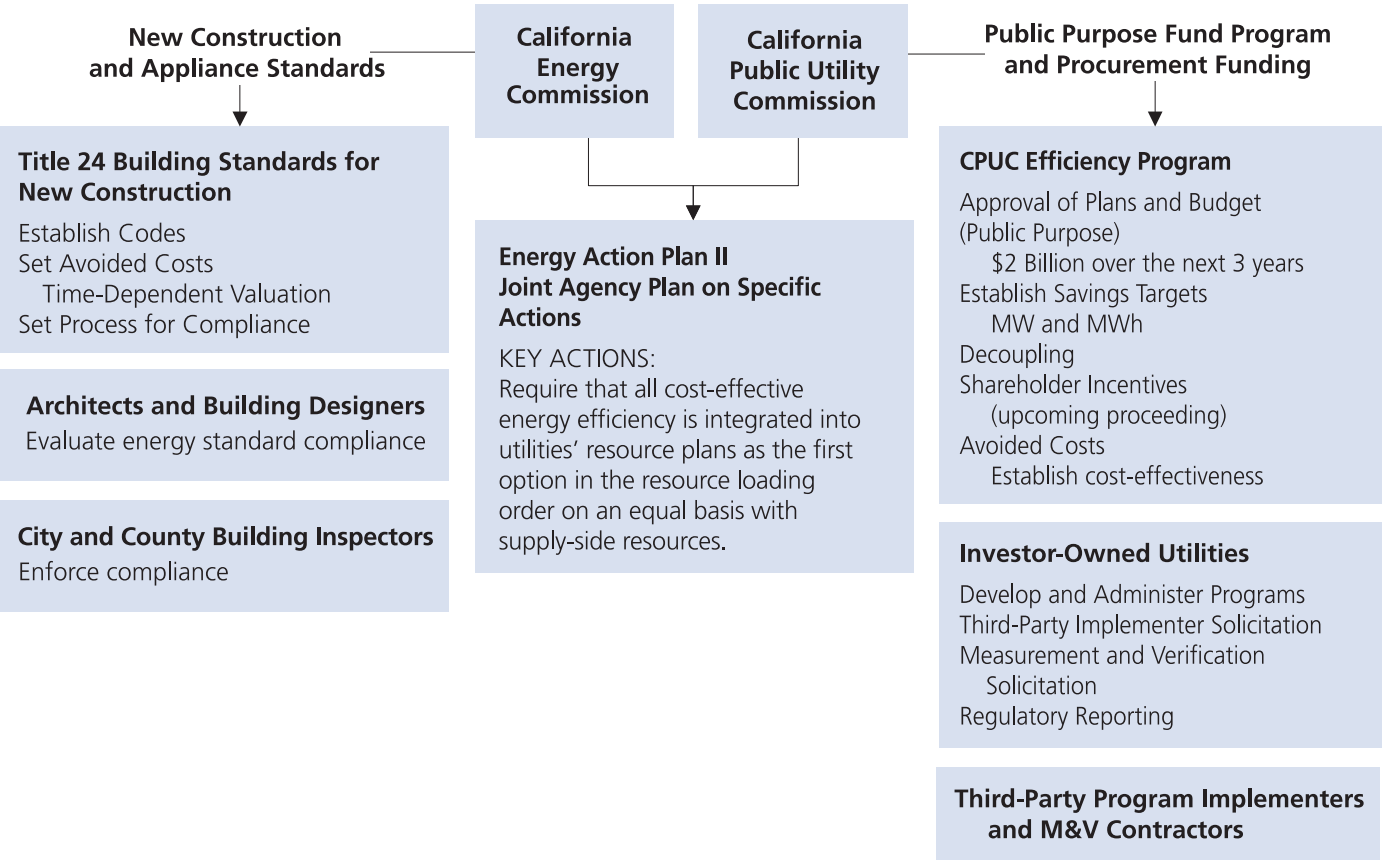 New Construction
and Appliance Standards
California
Energy
Commission
California
Public Utility
Commission
Public Purpose Fund Program
and Procurement Funding
Title 24 Building Standards for
New Construction
Establish Codes
Set Avoided Costs
Time-Dependent Valuation
Set Process for Compliance
Architects and Building Designers
Evaluate energy standard compliance
City and County Building Inspectors
Enforce compliance
Energy Action Plan II
Joint Agency Plan on Specific
Actions
KEY ACTIONS:
Require that all cost-effective
energy efficiency is integrated into
utilities’ resource plans as the first
option in the resource loading
order on an equal basis with
supply-side resources.
CPUC Efficiency Program
Approval of Plans and Budget
(Public Purpose)
$2 Billion over the next 3 years
Establish Savings Targets
MW and MWh
Decoupling
Shareholder Incentives
(upcoming proceeding)
Avoided Costs
Establish cost-effectiveness
Investor-Owned Utilities
Develop and Administer Programs
Third-Party Implementer Solicitation
Measurement and Verification
Solicitation
Regulatory Reporting
Third-Party Program Implementers
and M&V Contractors